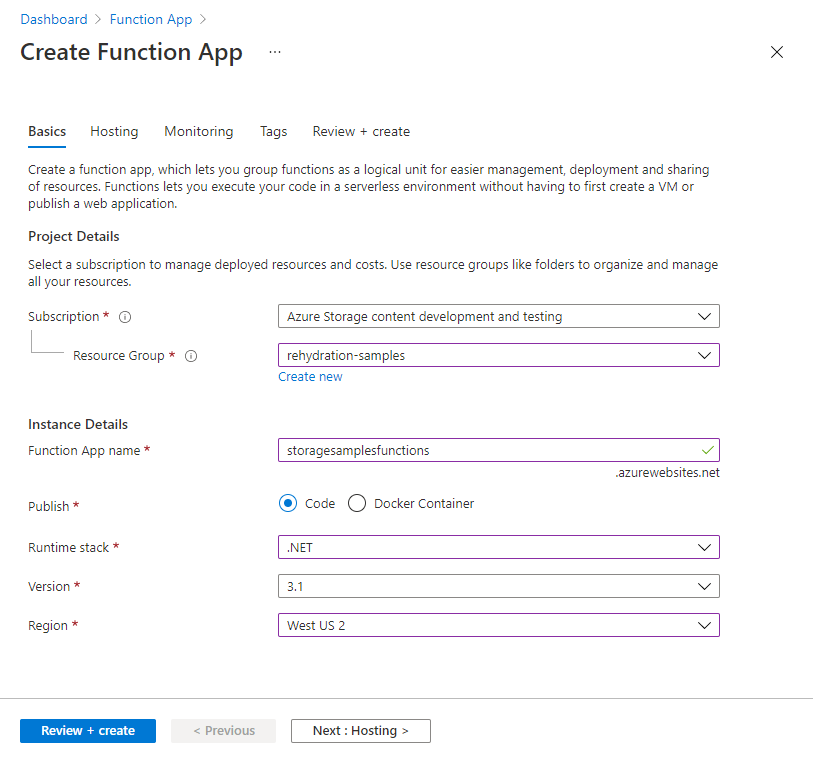 Dashboard > Function App >
Create Function App ...
Basics Hosting Monitoring Tags Review + create
Create a function app, which lets you group functions as a logical unit for easier management, deployment and sharing
of resources. Functions lets you execute your code in a serverless environment without having to first create a VM or
publish a web application.
Project Details
Select a subscription to manage deployed resources and costs. Use resource groups like folders to organize and manage
all your resources.
Subscription * Azure Storage content development and testing
Resource Group * rehydration-samples
Create new
Instance Details
Function App name * storagesamplesfunctions
.azurewebsites.net
Publish * Code Docker Container
Runtime stack * .NET
Version * 3.1
Region * West US 2
Review + create < Previous Next : Hosting >